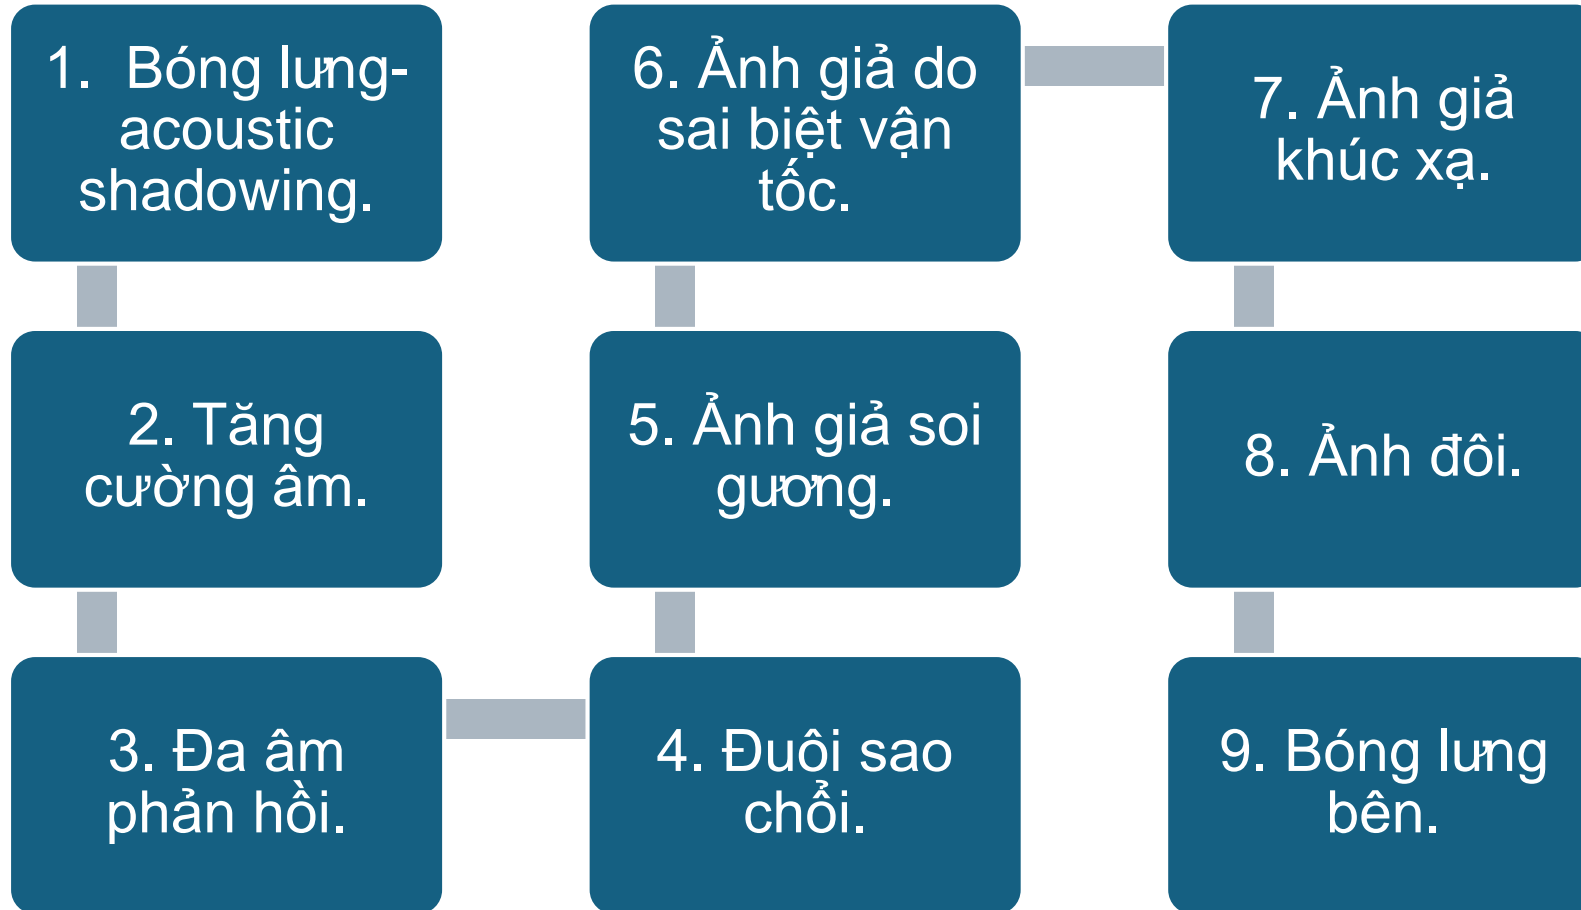 1. Bóng lưng-
acoustic
shadowing.
2. Tăng
cường âm.
3. Đa âm
phản hồi.
4. Đuôi sao
chổi.
5. Ảnh giả soi
gương.
6. Ảnh giả do
sai biệt vận
tốc.
7. Ảnh giả
khúc xạ.
8. Ảnh đôi.
9. Bóng lưng
bên.